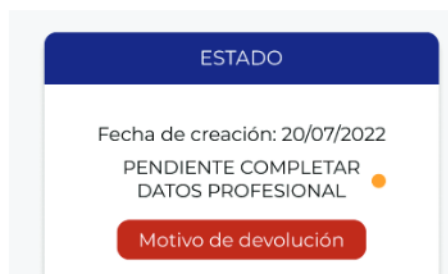 ESTADO
Fecha de creación: 20/07/2022
PENDIENTE COMPLETAR
DATOS PROFESIONAL
Motivo de devolución